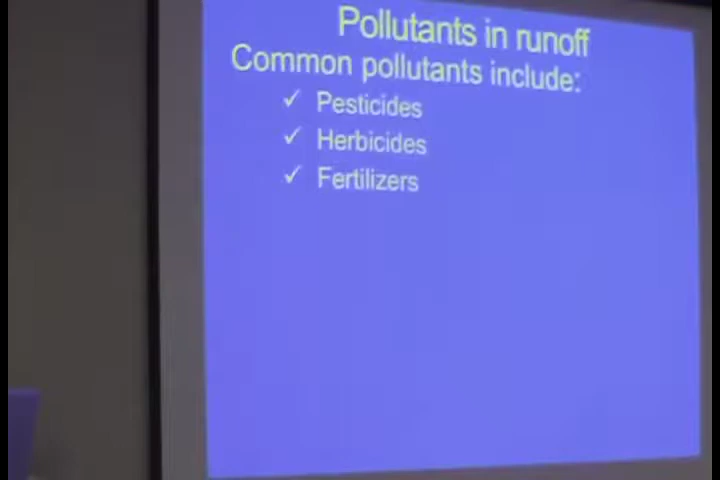 Pollutants in runoff
Common pollutants include:
✓ Pesticides
✓ Herbicides
✓ Fertilizers